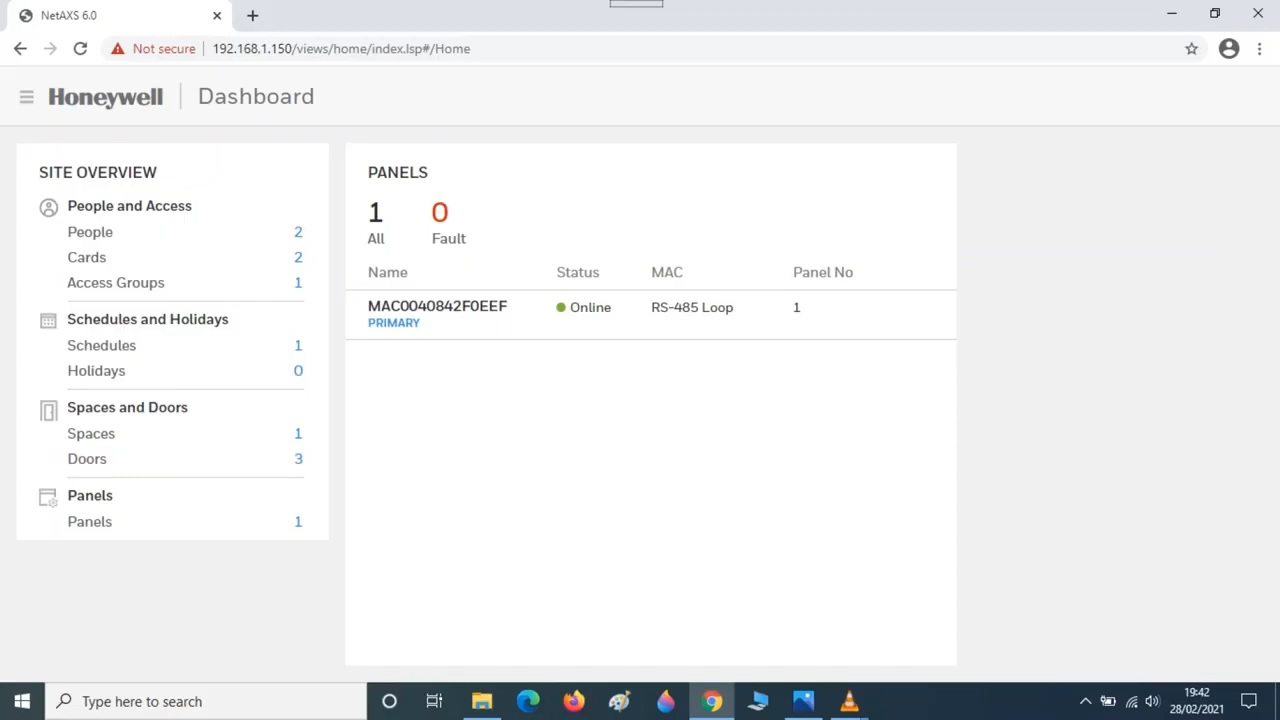 NetAXS 6.0
Not secure
192.168.1.150/views/home/index.lsp#/Home
Honeywell
Dashboard
SITE OVERVIEW
People and Access
People 2
Cards 2
Access Groups 1
Schedules and Holidays
Schedules 1
Holidays 0
Spaces and Doors
Spaces 1
Doors 3
Panels
Panels 1
PANELS
1 0
All Fault
Name Status MAC Panel No
MAC0040842F0EEF Online RS-485 Loop 1
PRIMARY
Type here to search
19:42
28/02/2021